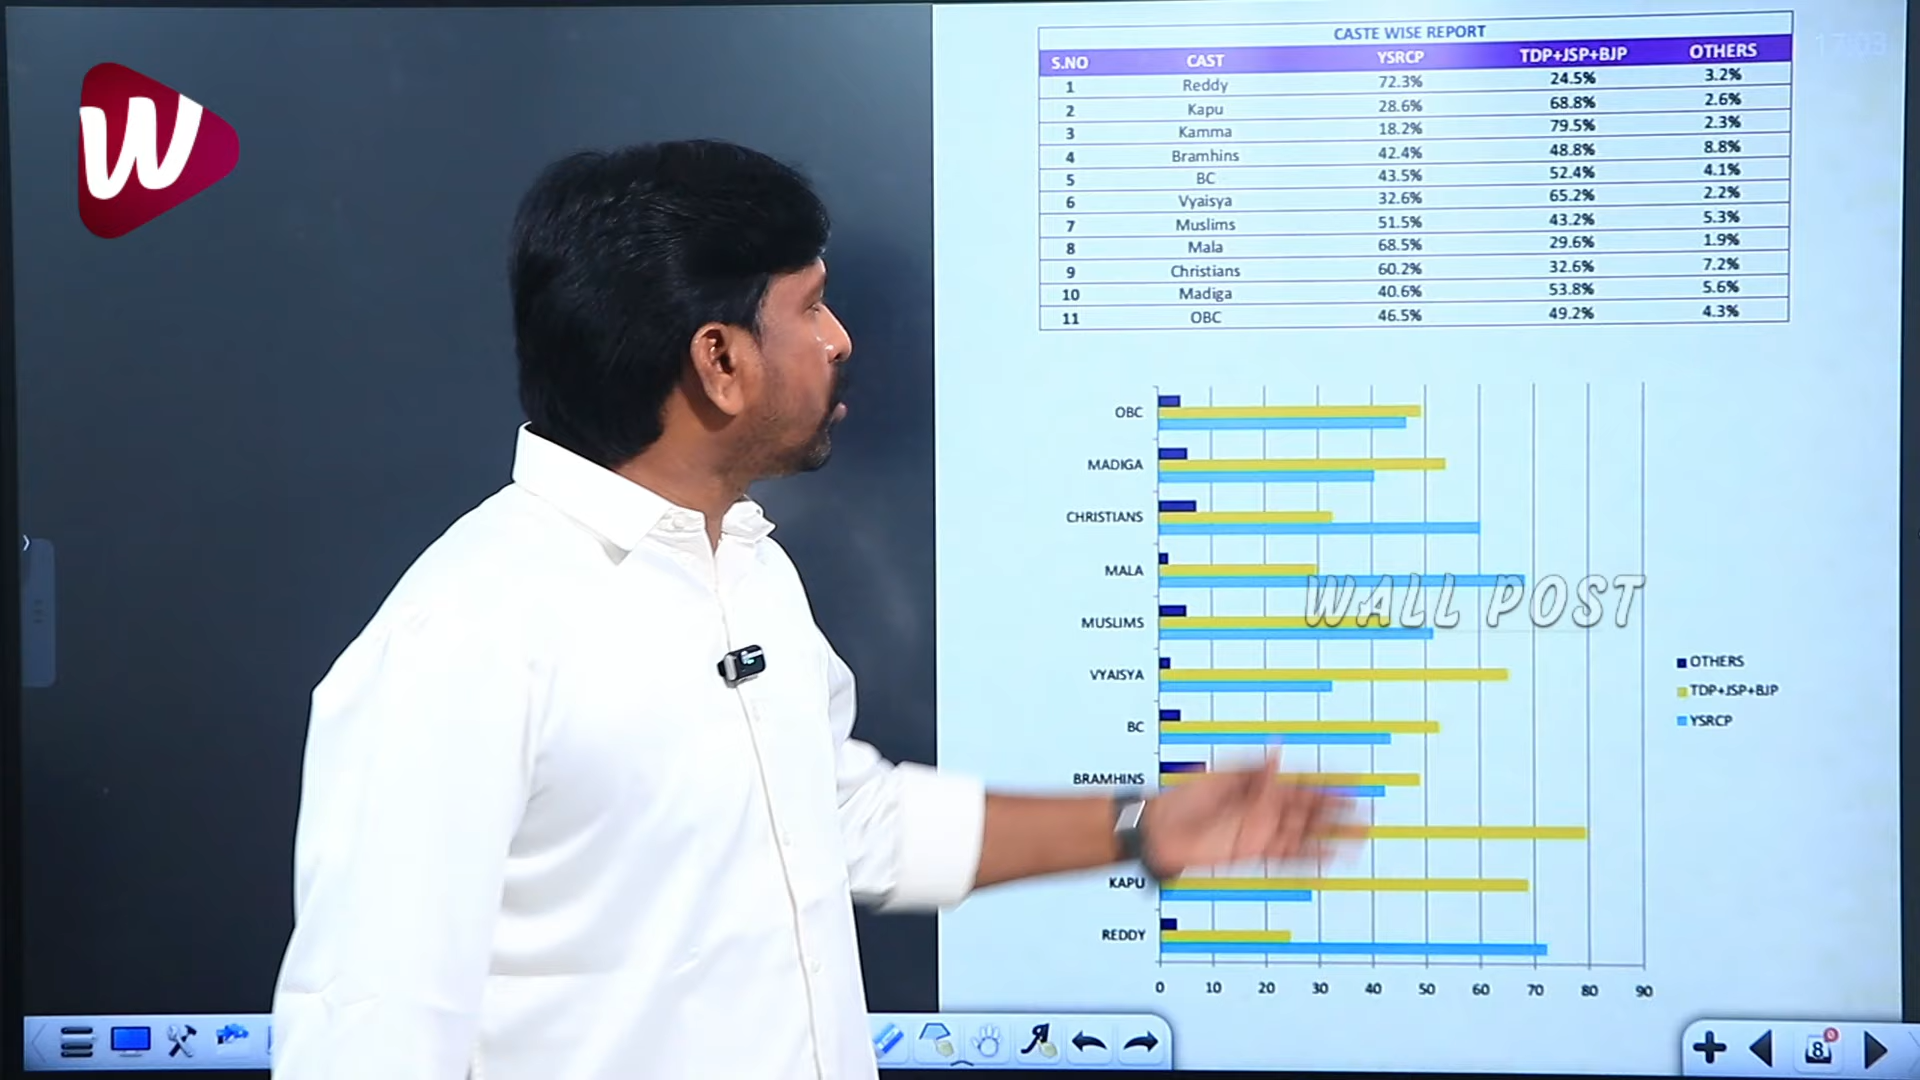 W
CASTE WISE REPORT
S.NO CAST YSRCP TDP+JSP+BJP OTHERS
1 Reddy 72.3% 24.5% 3.2%
2 Kapu 28.6% 68.8% 2.6%
3 Kamma 18.2% 79.5% 2.3%
4 Bramhins 42.4% 48.8% 8.8%
5 BC 43.5% 52.4% 4.1%
6 Vyaisya 32.6% 65.2% 2.2%
7 Muslims 51.5% 43.2% 5.3%
8 Mala 68.5% 29.6% 1.9%
9 Christians 60.2% 32.6% 7.2%
10 Madiga 40.6% 53.8% 5.6%
11 OBC 46.5% 49.2% 4.3%
OBC
MADIGA
CHRISTIANS
MALA
WALL POST
MUSLIMS
VYAISYA
BC
BRAMHINS
KAPU
REDDY
OTHERS
TDP+JSP+BJP
YSRCP
0 10 20 30 40 50 60 70 80 90
8